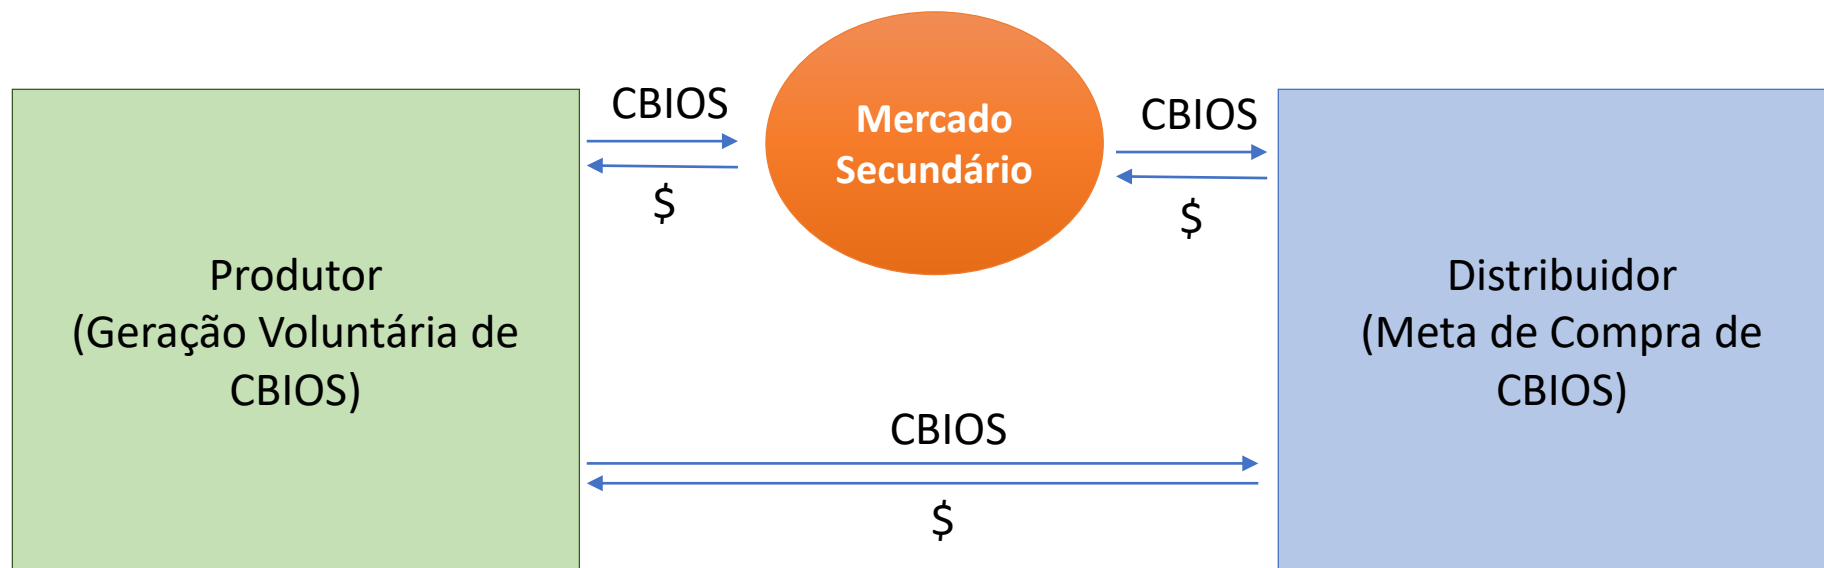 CBIOS
Mercado
Secundário
CBIOS
$
$
Produtor
(Geração Voluntária de
CBIOS)
Distribuidor
(Meta de Compra de
CBIOS)
CBIOS
$